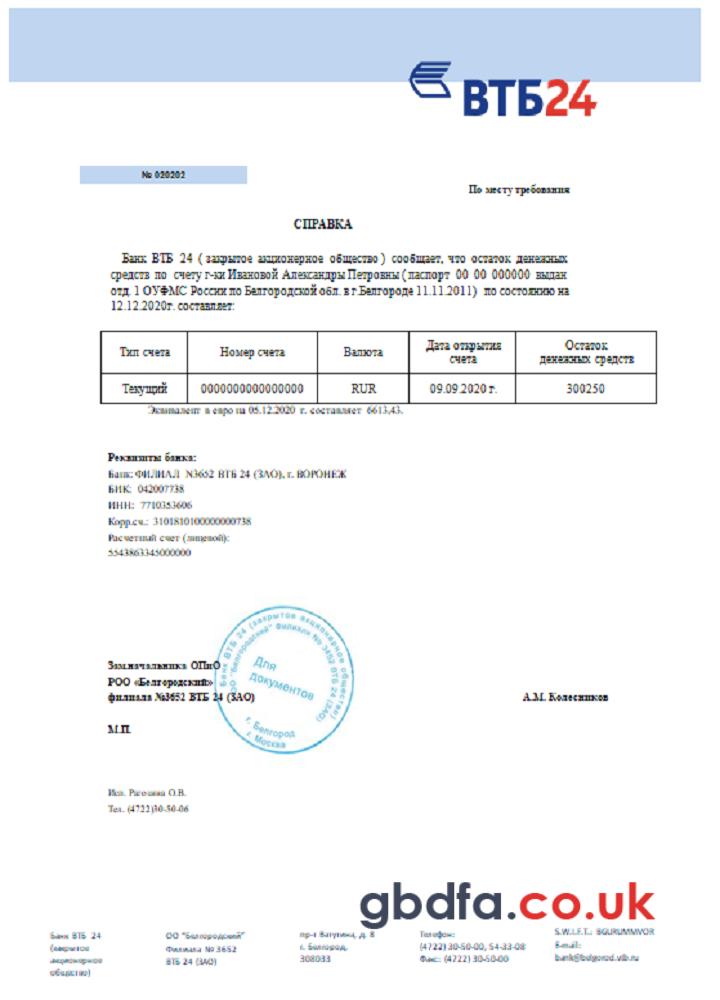 ВТБ24
№ 020202
По месту требования
СПРАВКА
Банк ВТБ 24 ( закрытое акционерное общество ) сообщает, что остаток денежных
средств по счету г-ки Ивановой Александры Петровны ( паспорт 00 00 000000 выдан
отд. 1 ОУФМС России по Белгородской обл. в г.Белгороде 11.11.2011) по состоянию на
12.12.2020г. составляет:
Тип счета Номер счета Валюта Дата открытия счета Остаток денежных средств
Текущий 0000000000000000 RUR 09.09.2020 г. 300250
Эквивалент в евро на 05.12.2020 г. составляет 6613,43.
Реквизиты банка:
Банк: ФИЛИАЛ N3652 ВТБ 24 (ЗАО), г. ВОРОНЕЖ
БИК: 042007738
ИНН: 7710353606
Корр.сч.: 3101810100000000738
Расчетный счет (лицевой):
5543863345000000
Банк ВТБ 24 (закрытое акционерное общество)
ОО "Белгородский" Филиала № 3652 ВТБ 24 (ЗАО)
Для
документов
г. Белгород
г. Москва
Зам.начальника ОПиО
РОО «Белгородский»
филиала №3652 ВТБ 24 (ЗАО)
А.М. Колесников
М.П.
Исп. Рагозина О.В.
Тел. (4722)30-50-06
gbdfa.co.uk
Банк ВТБ 24
(закрытое
акционерное
общество)
ОО "Белгородский"
Филиала № 3652
ВТБ 24 (ЗАО)
пр-т Ватутина, д. 8
г. Белгород,
308033
Телефон:
(4722) 30-50-00, 54-33-08
Факс: (4722) 30-50-00
S.W.I.F.T.: BGURUMMVOR
E-mail:
bank@belgorod.vtb.ru